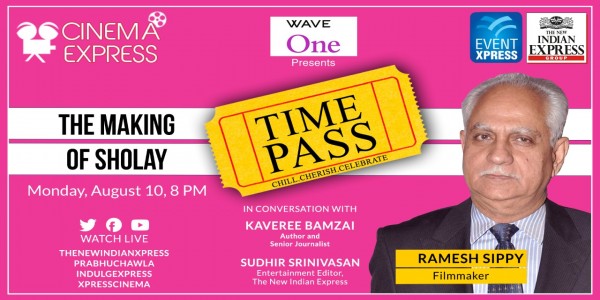 CINEMA
EXPRESS
WAVE
One
Presents
EVENT
XPRESS
THE NEW
INDIAN
EXPRESS
GROUP
THE MAKING
OF SHOLAY
Monday, August 10, 8 PM
TIME
PASS
CHILL.CHERISH.CELEBRATE
WATCH LIVE
THENEWINDIANXPRESS
PRABHUCHAWLA
INDULGEXPRESS
XPRESSCINEMA
IN CONVERSATION WITH
KAVEREE BAMZAI
Author and
Senior Journalist
SUDHIR SRINIVASAN
Entertainment Editor,
The New Indian Express
RAMESH SIPPY
Filmmaker